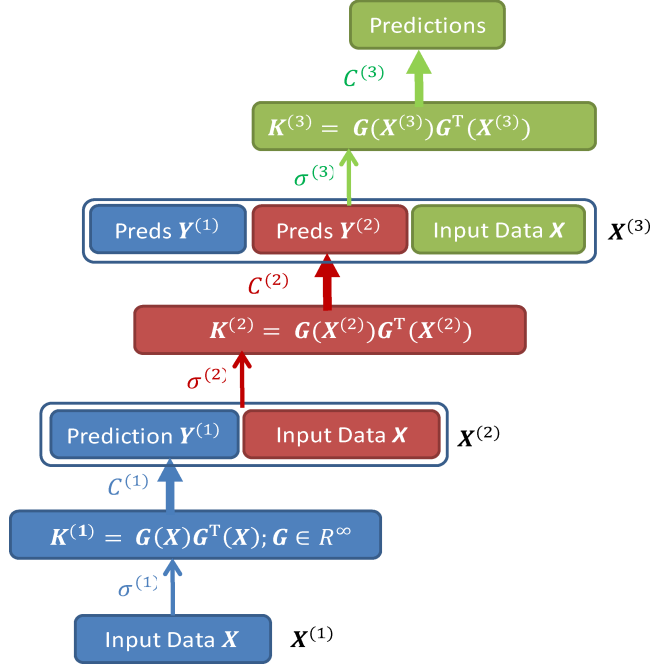 Predictions
C^(3)
K^(3) = G(X^(3))G^T(X^(3))
σ^(3)
Preds Y^(1) Preds Y^(2) Input Data X X^(3)
C^(2)
K^(2) = G(X^(2))G^T(X^(2))
σ^(2)
Prediction Y^(1) Input Data X X^(2)
C^(1)
K^(1) = G(X)G^T(X); G ∈ R^∞
σ^(1)
Input Data X X^(1)